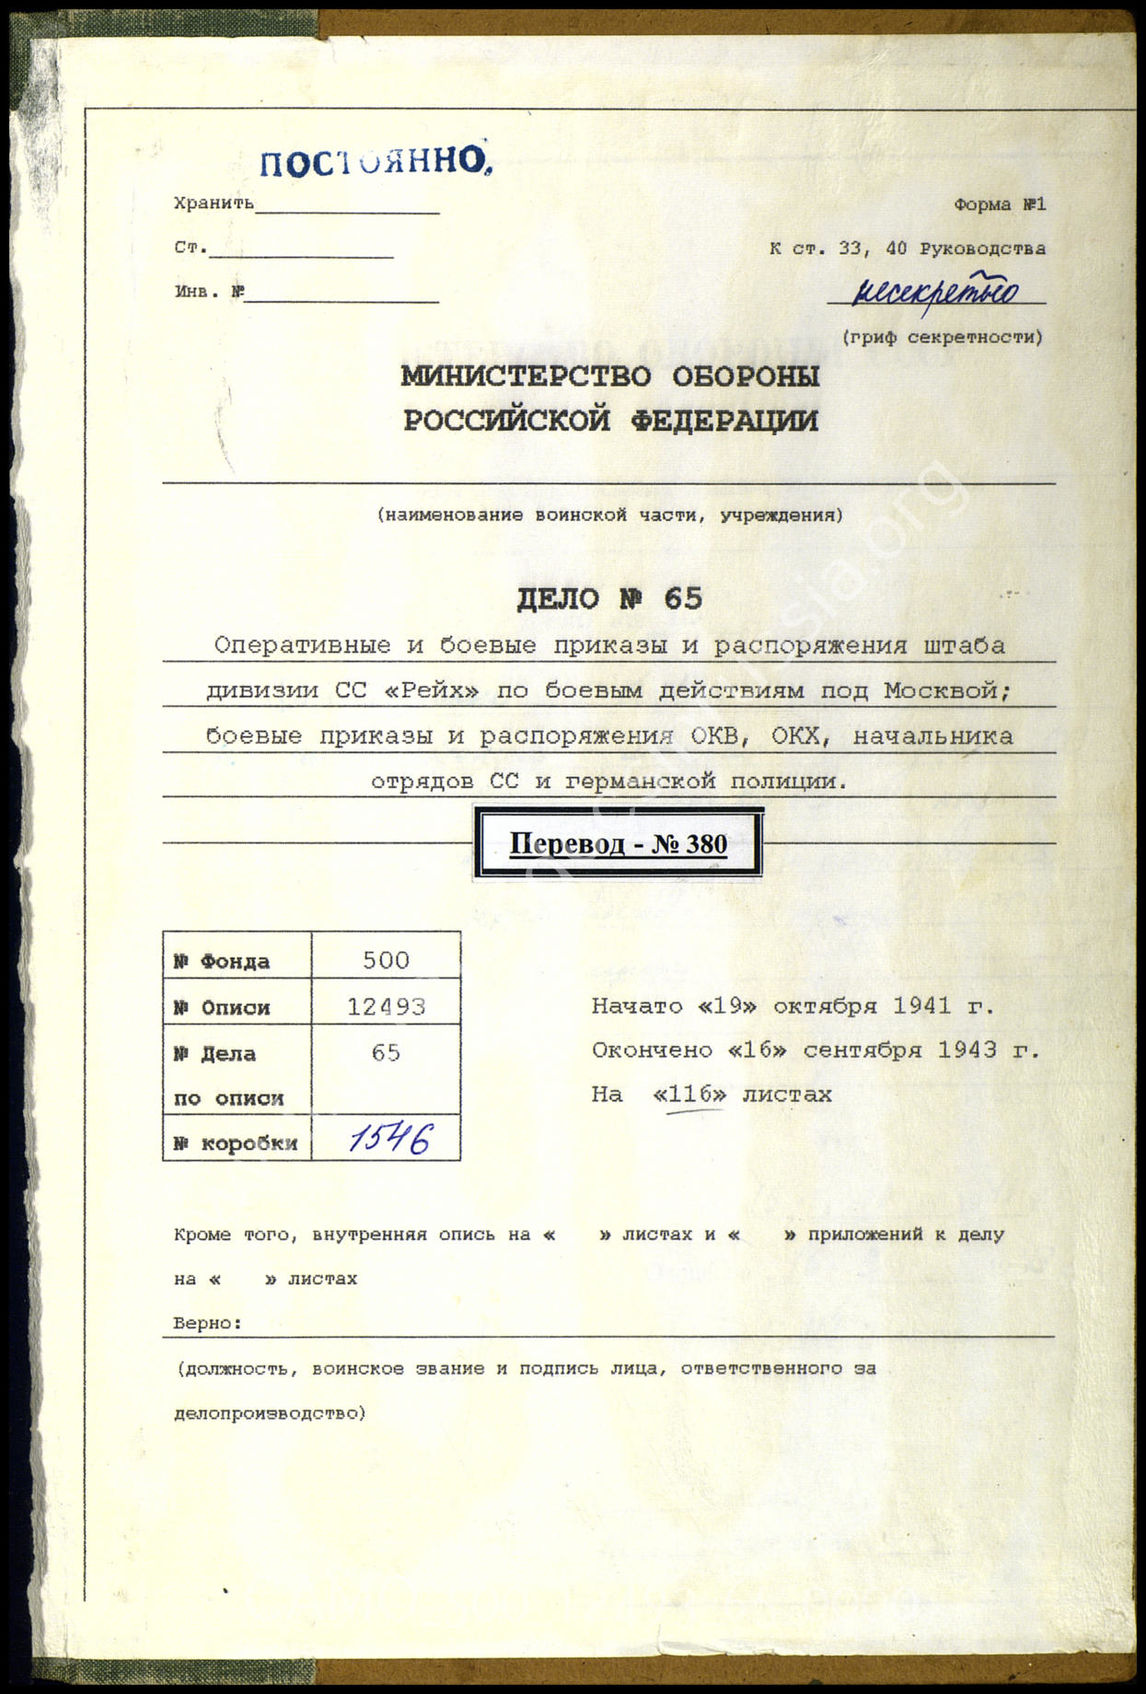 ПОСТОЯННО.
Хранить
Форма №1
Ст.
К ст. 33, 40 Руководства
Инв. №
несекретно
(гриф секретности)
МИНИСТЕРСТВО ОБОРОНЫ
РОССИЙСКОЙ ФЕДЕРАЦИИ
(наименование воинской части, учреждения)
ДЕЛО № 65
Оперативные и боевые приказы и распоряжения штаба
дивизии СС «Рейх» по боевым действиям под Москвой;
боевые приказы и распоряжения ОКВ, ОКХ, начальника
отрядов СС и германской полиции.
Перевод - № 380
№ Фонда 500
№ Описи 12493
№ Дела 65
по описи
№ коробки 1546
Начато «19» октября 1941 г.
Окончено «16» сентября 1943 г.
На «116» листах
Кроме того, внутренняя опись на « » листах и « » приложений к делу
на « » листах
Верно:
(должность, воинское звание и подпись лица, ответственного за
делопроизводство)